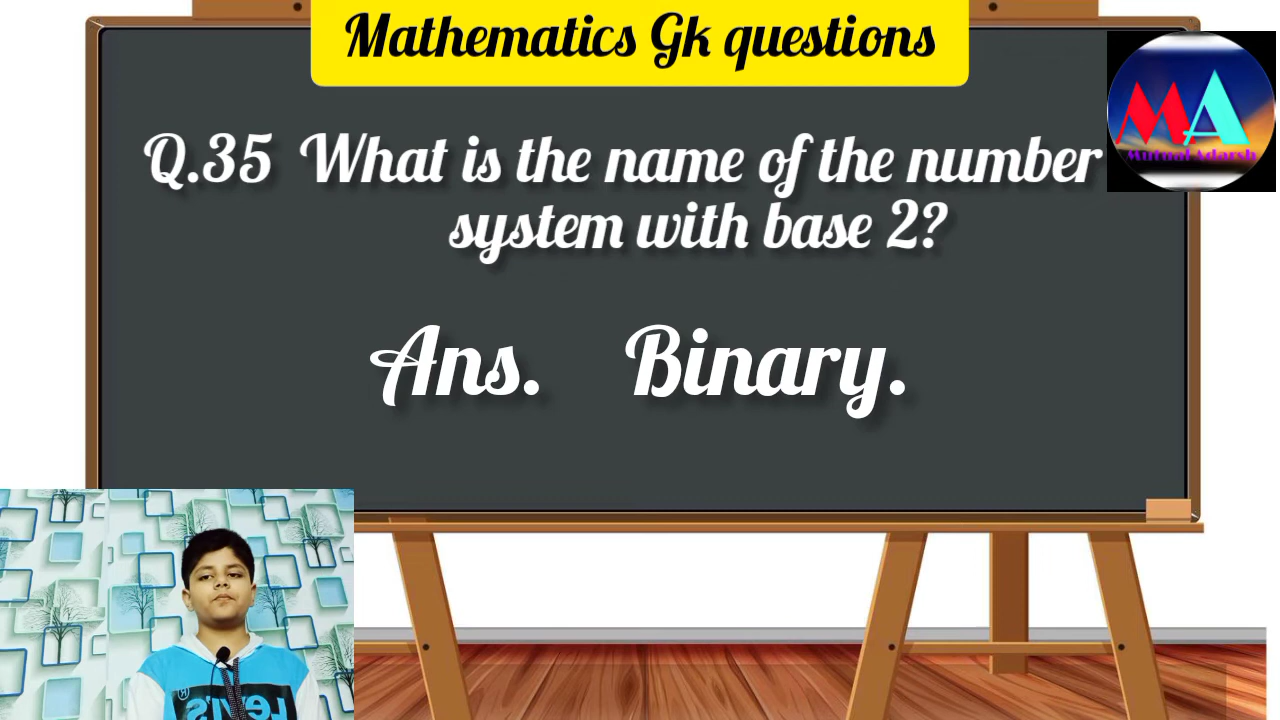 Mathematics Gk questions
Q.35 What is the name of the number
system with base 2?
Ans. Binary.
MA
Mutual Adarsh
Levi's
®